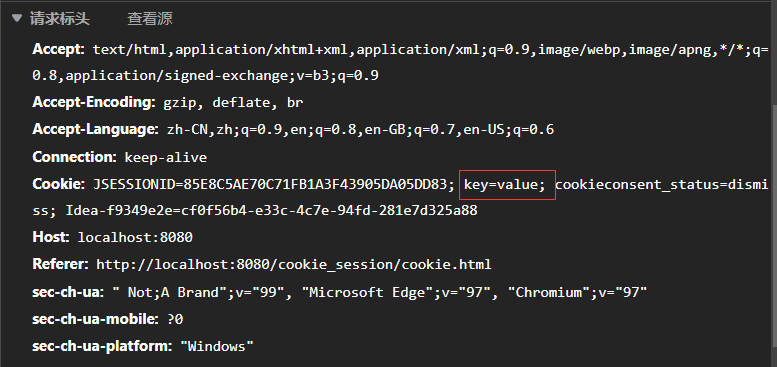 请求标头 查看源
Accept: text/html,application/xhtml+xml,application/xml;q=0.9,image/webp,image/apng,*/*;q=
0.8,application/signed-exchange;v=b3;q=0.9
Accept-Encoding: gzip, deflate, br
Accept-Language: zh-CN,zh;q=0.9,en;q=0.8,en-GB;q=0.7,en-US;q=0.6
Connection: keep-alive
Cookie: JSESSIONID=85E8C5AE70C71FB1A3F43905DA05DD83; key=value; cookieconsent_status=dismi
ss; Idea-f9349e2e=cf0f56b4-e33c-4c7e-94fd-281e7d325a88
Host: localhost:8080
Referer: http://localhost:8080/cookie_session/cookie.html
sec-ch-ua: " Not;A Brand";v="99", "Microsoft Edge";v="97", "Chromium";v="97"
sec-ch-ua-mobile: ?0
sec-ch-ua-platform: "Windows"